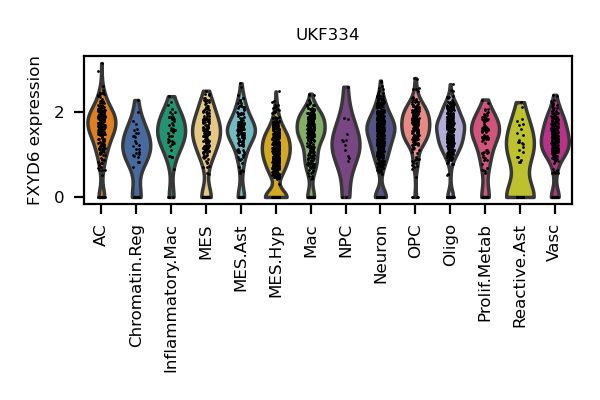 UKF334
FXYD6 expression
2
0
AC
Chromatin.Reg
Inflammatory.Mac
MES
MES.Ast
MES.Hyp
Mac
NPC
Neuron
OPC
Oligo
Prolif.Metab
Reactive.Ast
Vasc